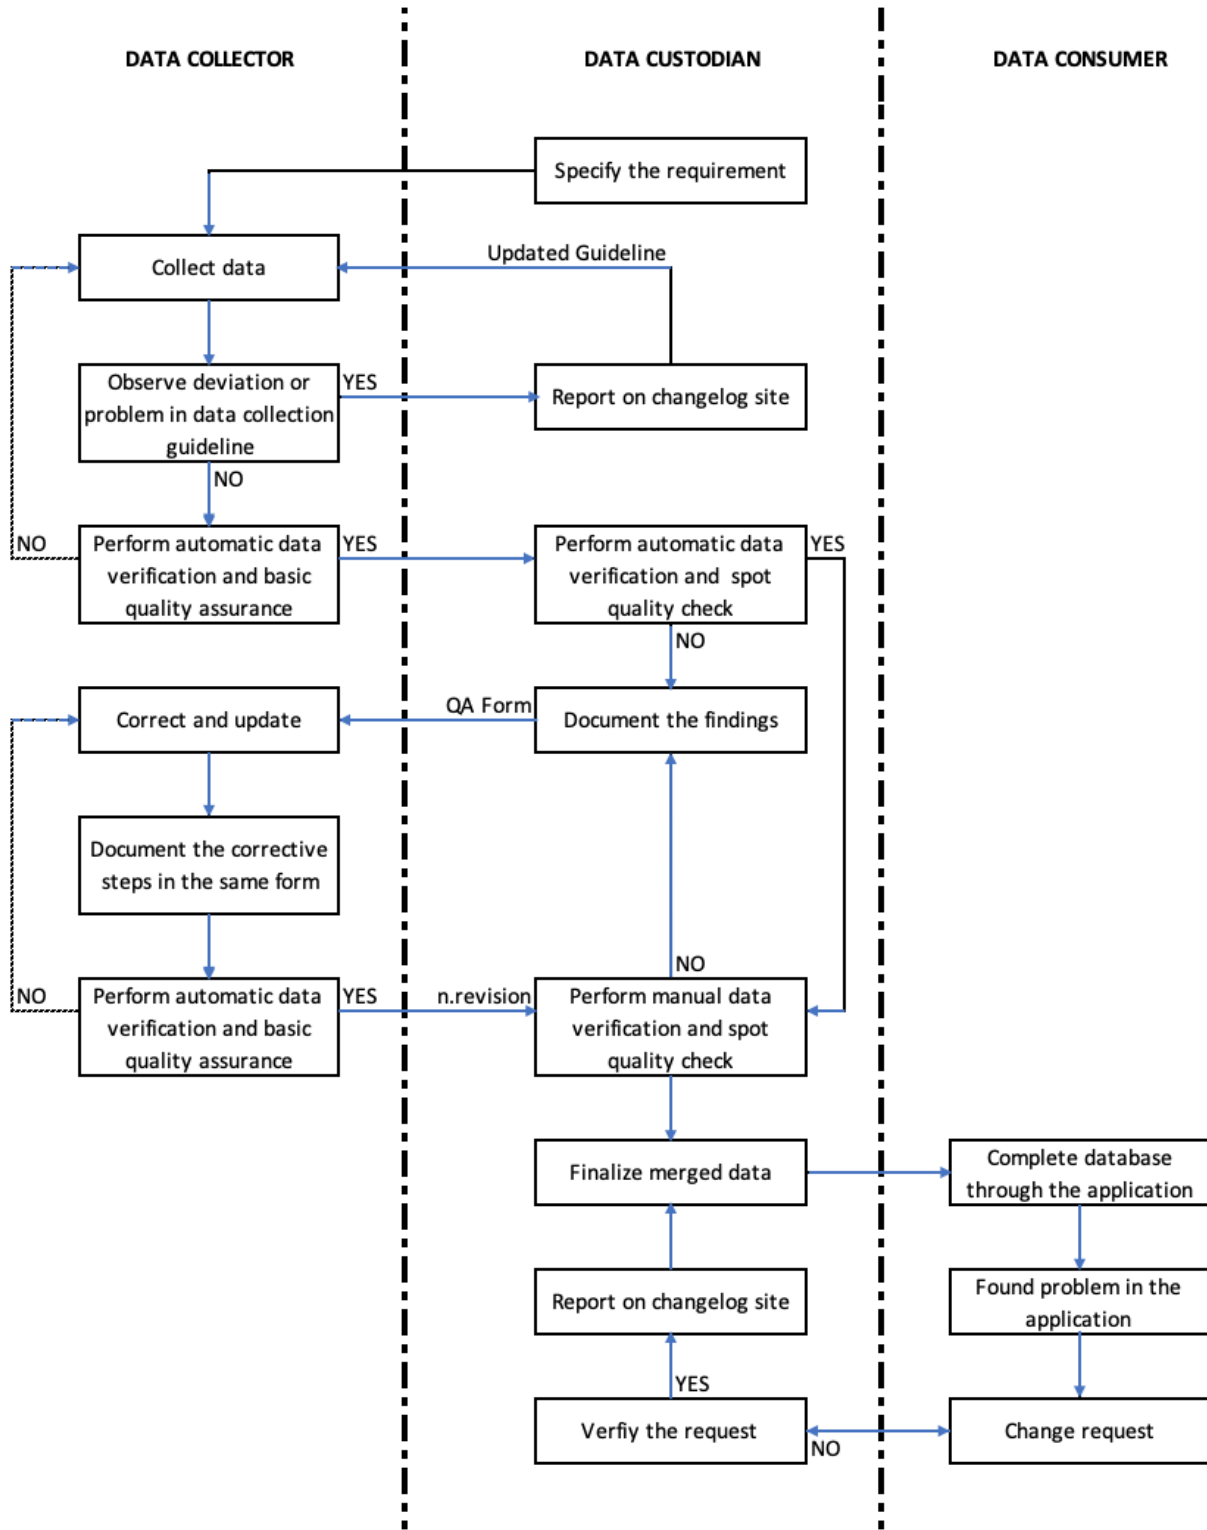 DATA COLLECTOR
DATA CUSTODIAN
DATA CONSUMER
Specify the requirement
Updated Guideline
Collect data
Observe deviation or
problem in data collection
guideline
YES
Report on changelog site
NO
NO
Perform automatic data
verification and basic
quality assurance
YES
Perform automatic data
verification and spot
quality check
YES
NO
Correct and update
QA Form
Document the findings
Document the corrective
steps in the same form
NO
NO
Perform automatic data
verification and basic
quality assurance
YES
n.revision
Perform manual data
verification and spot
quality check
Finalize merged data
Complete database
through the application
Report on changelog site
Found problem in the
application
YES
Verfiy the request
NO
Change request